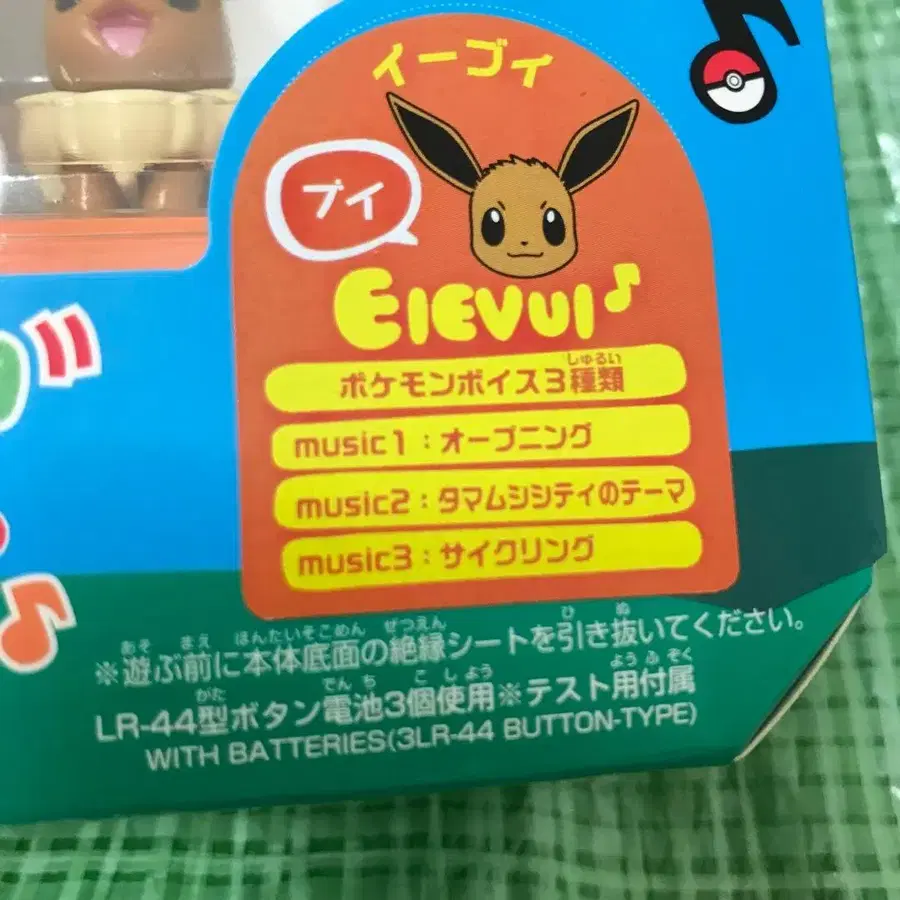 イーブイ
ブイ
EIEVUI♪
しゅるい
ポケモンボイス3種類
music1：オープニング
music2：タマムシシティのテーマ
music3：サイクリング
あそ まえ ほんたいそこめん ぜつえん ひ ぬ
※遊ぶ前に本体底面の絶縁シートを引き抜いてください。
がた でんち こ しよう ようふぞく
LR-44型ボタン電池3個使用※テスト用付属
WITH BATTERIES(3LR-44 BUTTON-TYPE)